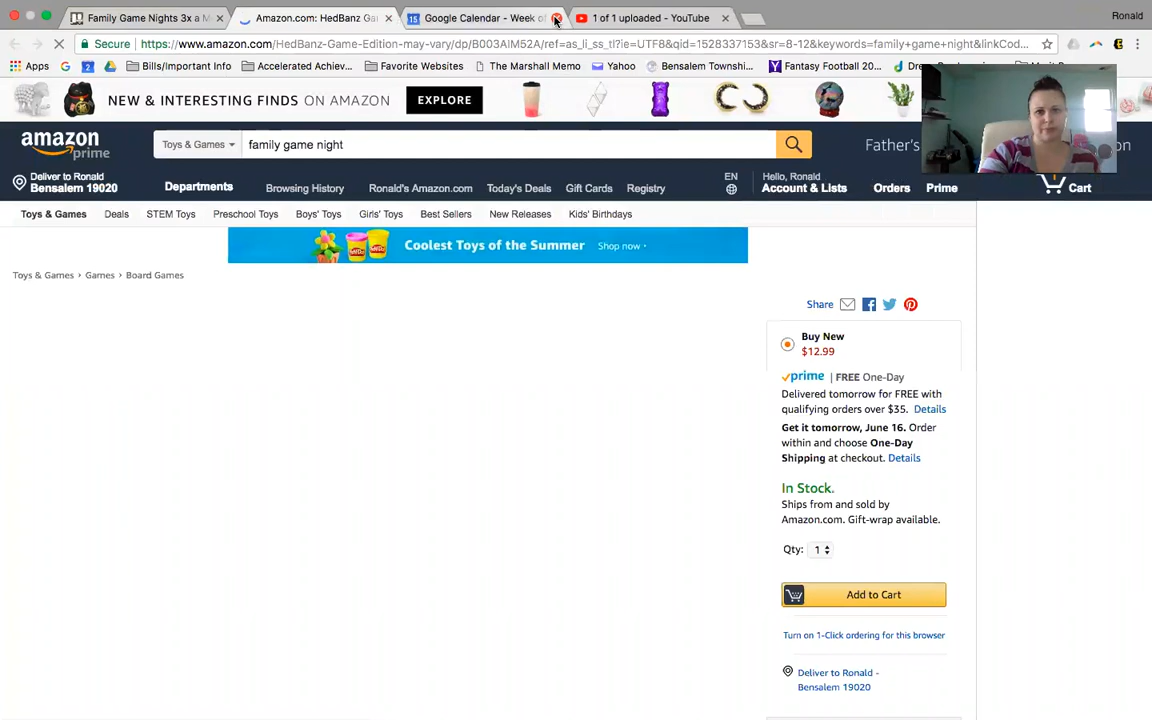 Family Game Nights 3x a M
Amazon.com: HedBanz Ga
Google Calendar - Week of
1 of 1 uploaded - YouTube
Ronald
Secure
https://www.amazon.com/HedBanz-Game-Edition-may-vary/dp/B003AIM52A/ref=as_li_ss_tl?ie=UTF8&qid=1528337153&sr=8-12&keywords=family+game+night&linkCod...
Apps
Bills/Important Info
Accelerated Achiev...
Favorite Websites
The Marshall Memo
Yahoo
Bensalem Townshi...
Fantasy Football 20...
NEW & INTERESTING FINDS ON AMAZON
EXPLORE
amazon prime
Toys & Games
family game night
Father's
Deliver to Ronald
Bensalem 19020
Departments
Browsing History
Ronald's Amazon.com
Today's Deals
Gift Cards
Registry
EN
Hello, Ronald
Account & Lists
Orders
Prime
Cart
Toys & Games
Deals
STEM Toys
Preschool Toys
Boys' Toys
Girls' Toys
Best Sellers
New Releases
Kids' Birthdays
Coolest Toys of the Summer
Shop now ›
Toys & Games › Games › Board Games
Share
Buy New
$12.99
prime | FREE One-Day
Delivered tomorrow for FREE with
qualifying orders over $35. Details
Get it tomorrow, June 16. Order
within and choose One-Day
Shipping at checkout. Details
In Stock.
Ships from and sold by
Amazon.com. Gift-wrap available.
Qty: 1
Add to Cart
Turn on 1-Click ordering for this browser
Deliver to Ronald -
Bensalem 19020